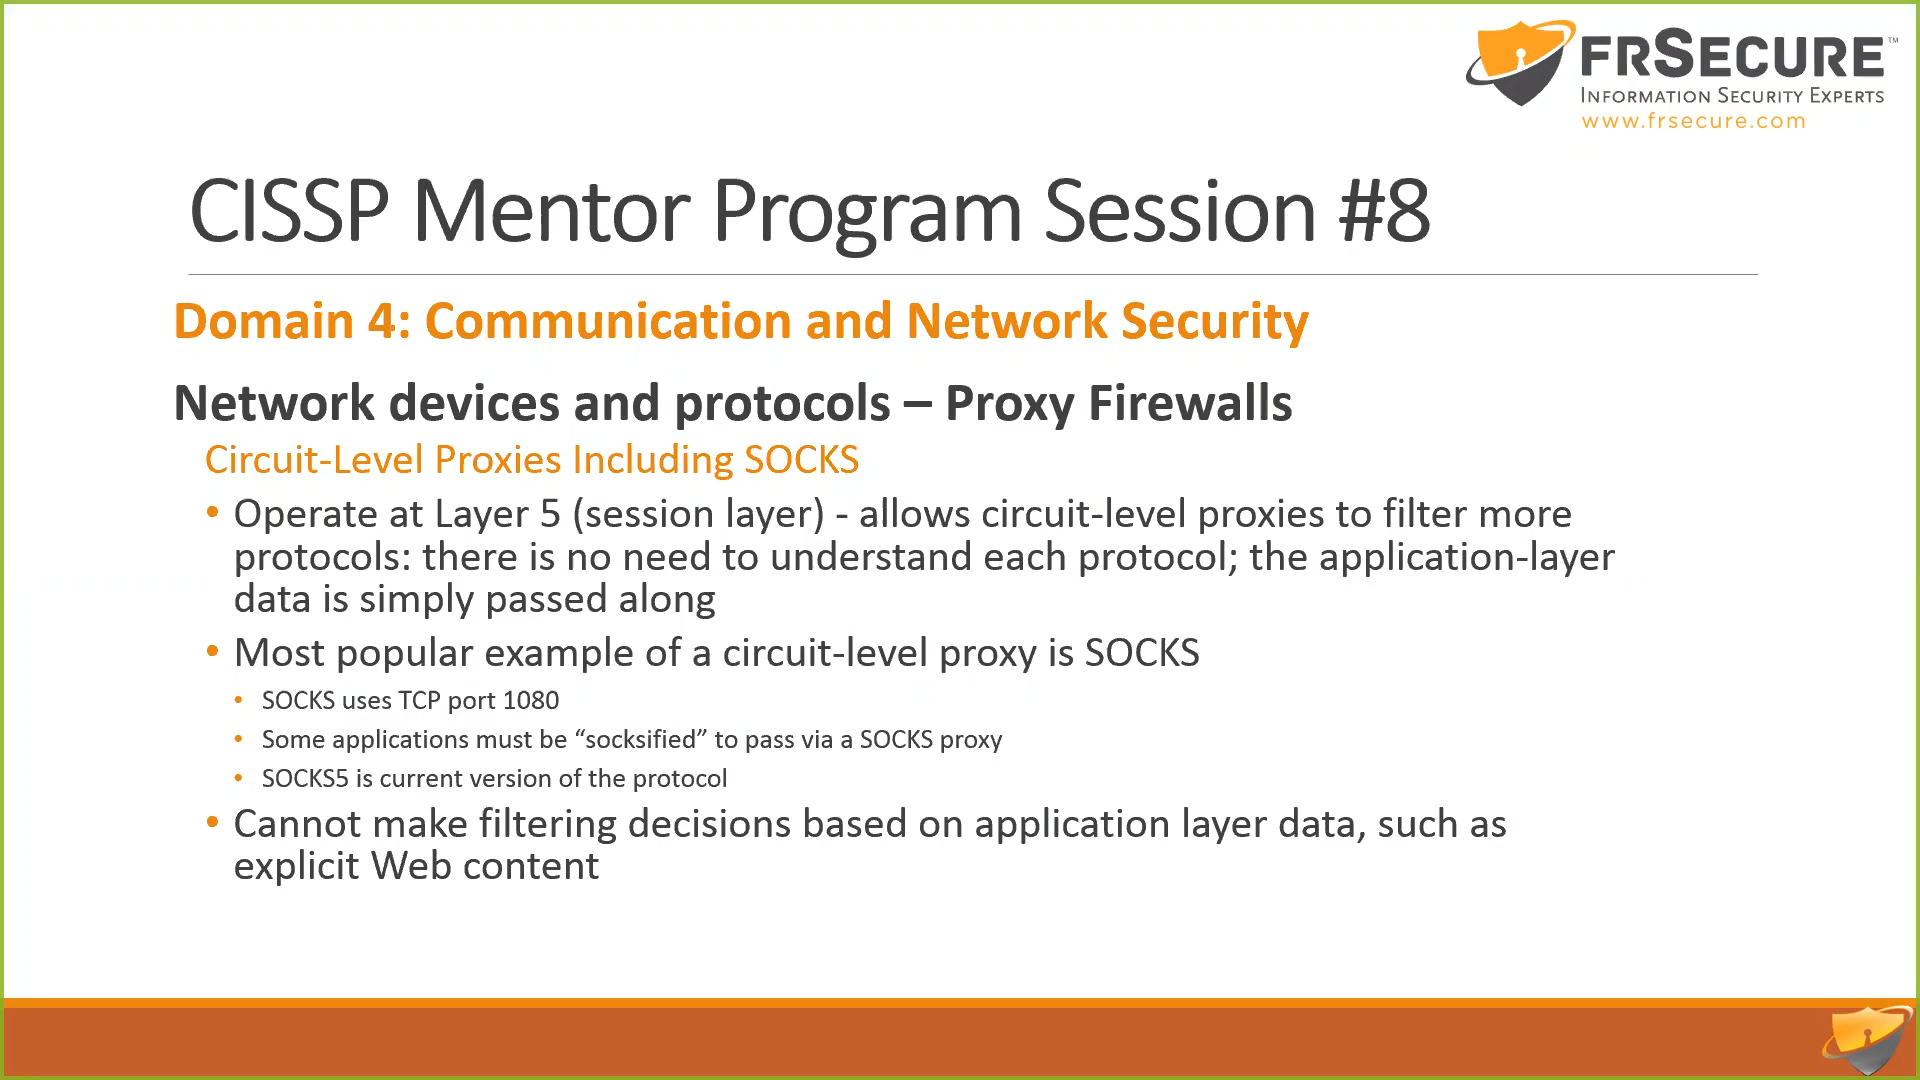 FRSECURE™
INFORMATION SECURITY EXPERTS
www.frsecure.com
CISSP Mentor Program Session #8
Domain 4: Communication and Network Security
Network devices and protocols – Proxy Firewalls
Circuit-Level Proxies Including SOCKS
• Operate at Layer 5 (session layer) - allows circuit-level proxies to filter more
protocols: there is no need to understand each protocol; the application-layer
data is simply passed along
• Most popular example of a circuit-level proxy is SOCKS
• SOCKS uses TCP port 1080
• Some applications must be “socksified” to pass via a SOCKS proxy
• SOCKS5 is current version of the protocol
• Cannot make filtering decisions based on application layer data, such as
explicit Web content